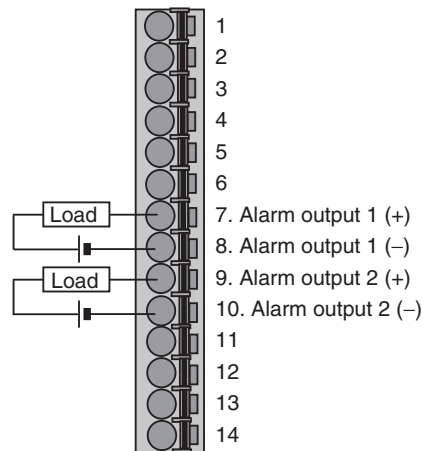 1
2
3
4
5
6
Load
7. Alarm output 1 (+)
8. Alarm output 1 (−)
Load
9. Alarm output 2 (+)
10. Alarm output 2 (−)
11
12
13
14